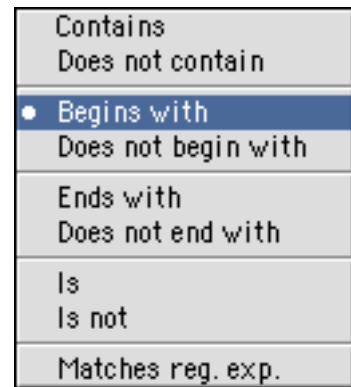 Contains
Does not contain
Begins with
Does not begin with
Ends with
Does not end with
Is
Is not
Matches reg. exp.